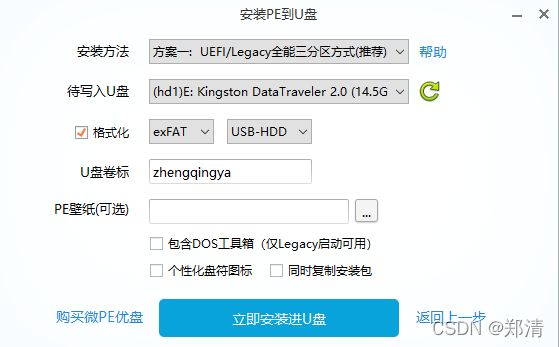 安装PE到U盘
安装方法 方案一：UEFI/Legacy全能三分区方式(推荐) 帮助
待写入U盘 (hd1)E: Kingston DataTraveler 2.0 (14.5G
格式化 exFAT USB-HDD
U盘卷标 zhengqingya
PE壁纸(可选) ...
包含DOS工具箱（仅Legacy启动可用）
个性化盘符图标 同时复制安装包
购买微PE优盘 立即安装进U盘 返回上一步
CSDN @郑清